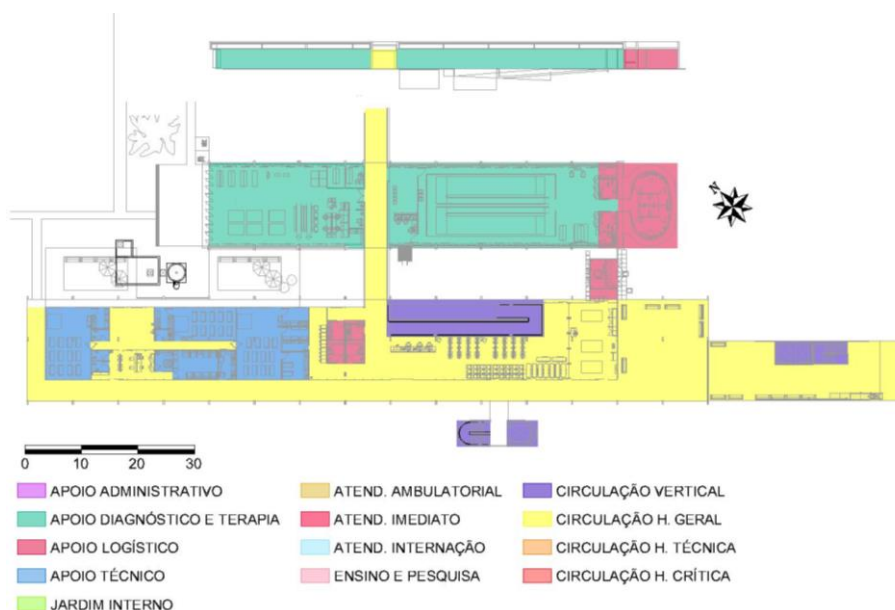 N
0 10 20 30
APOIO ADMINISTRATIVO
APOIO DIAGNÓSTICO E TERAPIA
APOIO LOGÍSTICO
APOIO TÉCNICO
JARDIM INTERNO
ATEND. AMBULATORIAL
ATEND. IMEDIATO
ATEND. INTERNAÇÃO
ENSINO E PESQUISA
CIRCULAÇÃO VERTICAL
CIRCULAÇÃO H. GERAL
CIRCULAÇÃO H. TÉCNICA
CIRCULAÇÃO H. CRÍTICA